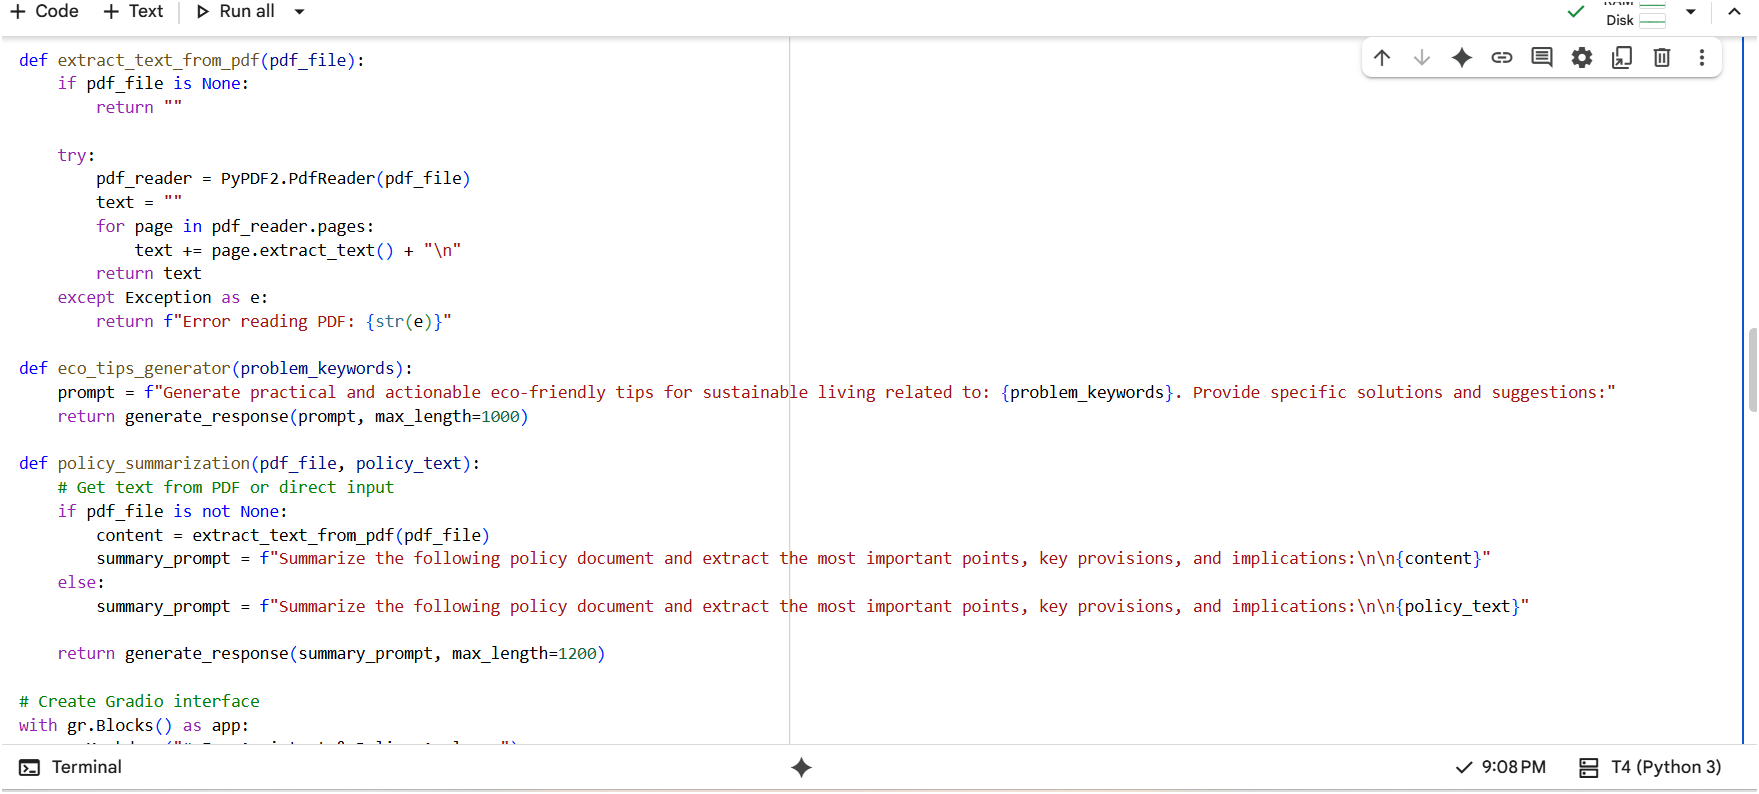 + Code + Text Run all
RAM
Disk
def extract_text_from_pdf(pdf_file):
    if pdf_file is None:
        return ""

    try:
        pdf_reader = PyPDF2.PdfReader(pdf_file)
        text = ""
        for page in pdf_reader.pages:
            text += page.extract_text() + "\n"
        return text
    except Exception as e:
        return f"Error reading PDF: {str(e)}"

def eco_tips_generator(problem_keywords):
    prompt = f"Generate practical and actionable eco-friendly tips for sustainable living related to: {problem_keywords}. Provide specific solutions and suggestions:"
    return generate_response(prompt, max_length=1000)

def policy_summarization(pdf_file, policy_text):
    # Get text from PDF or direct input
    if pdf_file is not None:
        content = extract_text_from_pdf(pdf_file)
        summary_prompt = f"Summarize the following policy document and extract the most important points, key provisions, and implications:\n\n{content}"
    else:
        summary_prompt = f"Summarize the following policy document and extract the most important points, key provisions, and implications:\n\n{policy_text}"

    return generate_response(summary_prompt, max_length=1200)

# Create Gradio interface
with gr.Blocks() as app:
Terminal
9:08 PM
T4 (Python 3)